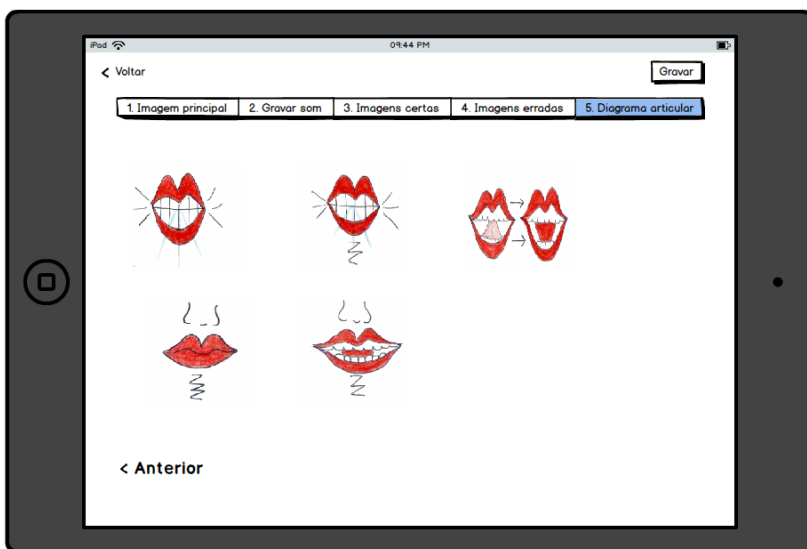 iPad 09:44 PM
< Voltar
Gravar
1. Imagem principal 2. Gravar som 3. Imagens certas 4. Imagens erradas 5. Diagrama articular
< Anterior